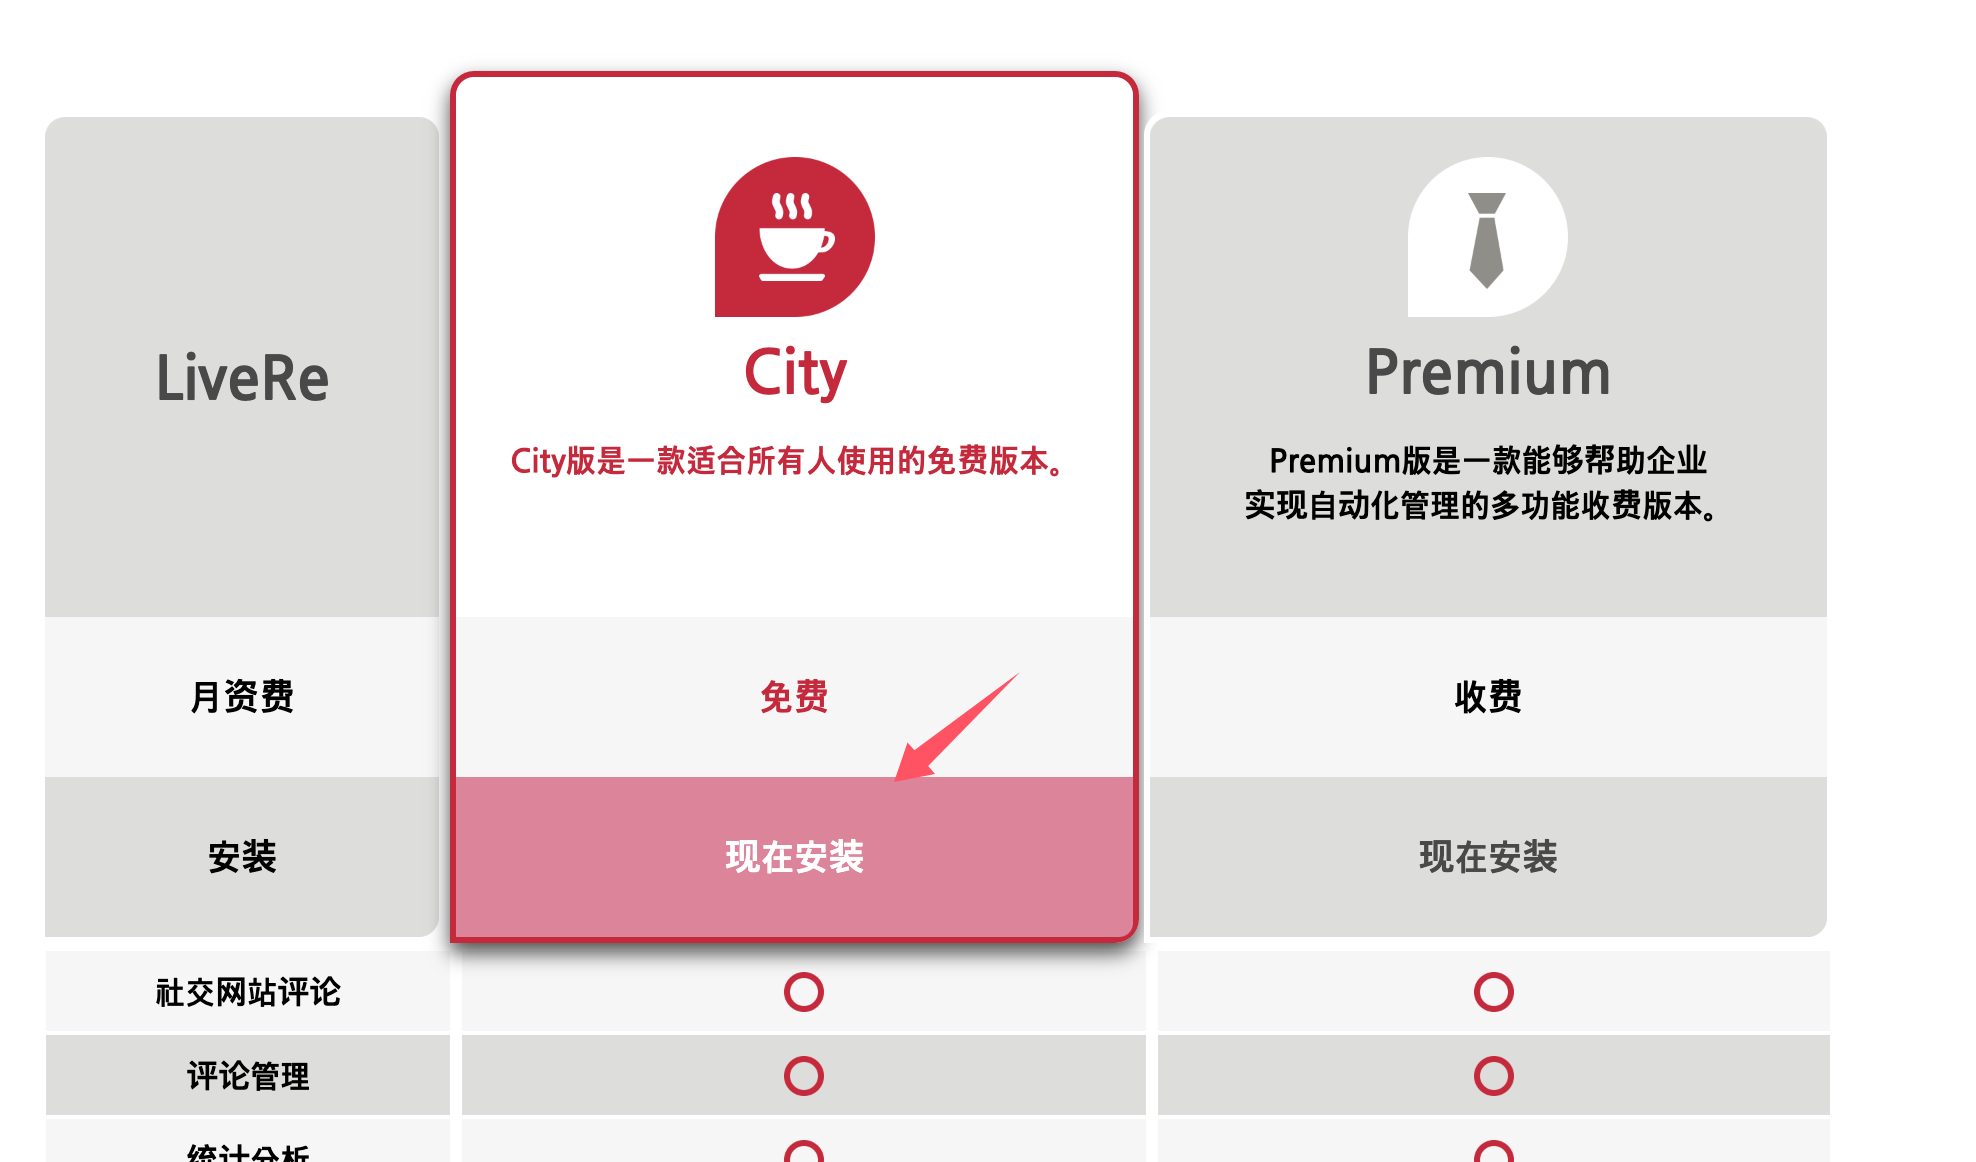 LiveRe
City
City版是一款适合所有人使用的免费版本。
Premium
Premium版是一款能够帮助企业
实现自动化管理的多功能收费版本。
月资费
免费
收费
安装
现在安装
现在安装
社交网站评论
评论管理
统计分析